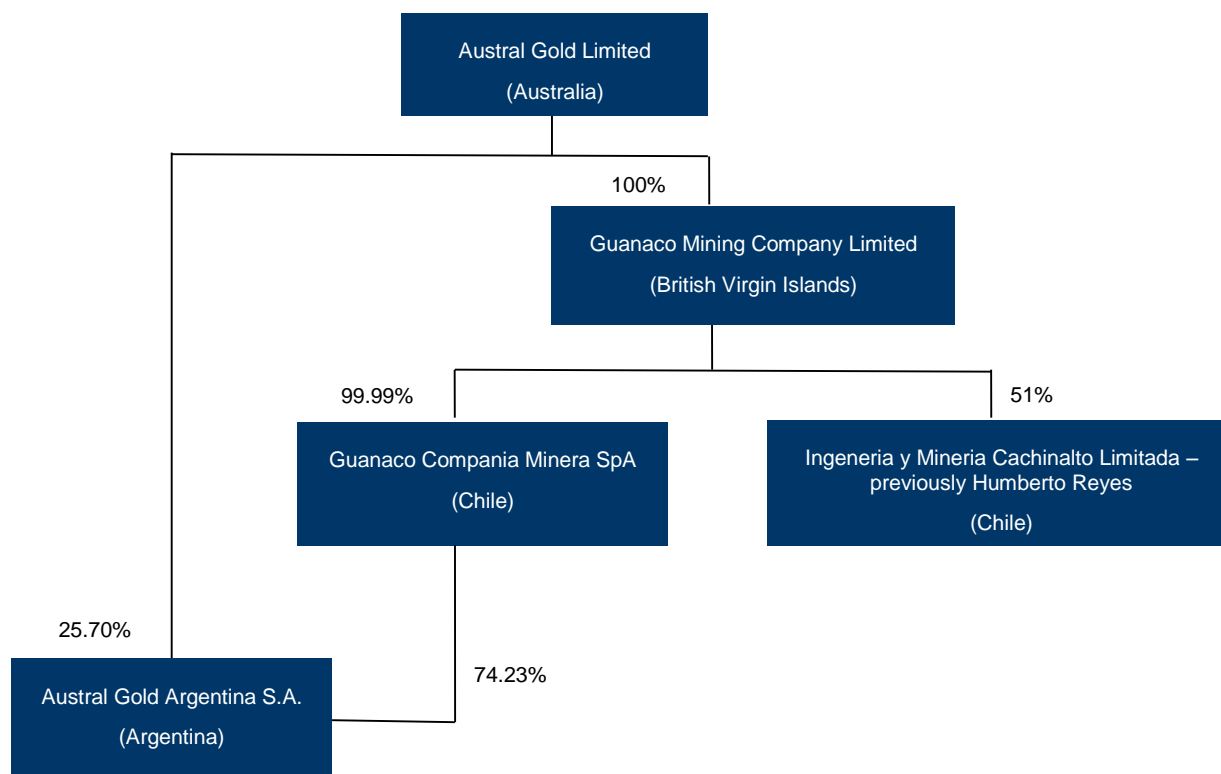 Austral Gold Limited
(Australia)
100%
Guanaco Mining Company Limited
(British Virgin Islands)
99.99%
51%
Guanaco Compania Minera SpA
(Chile)
Ingeneria y Mineria Cachinalto Limitada –
previously Humberto Reyes
(Chile)
25.70%
74.23%
Austral Gold Argentina S.A.
(Argentina)